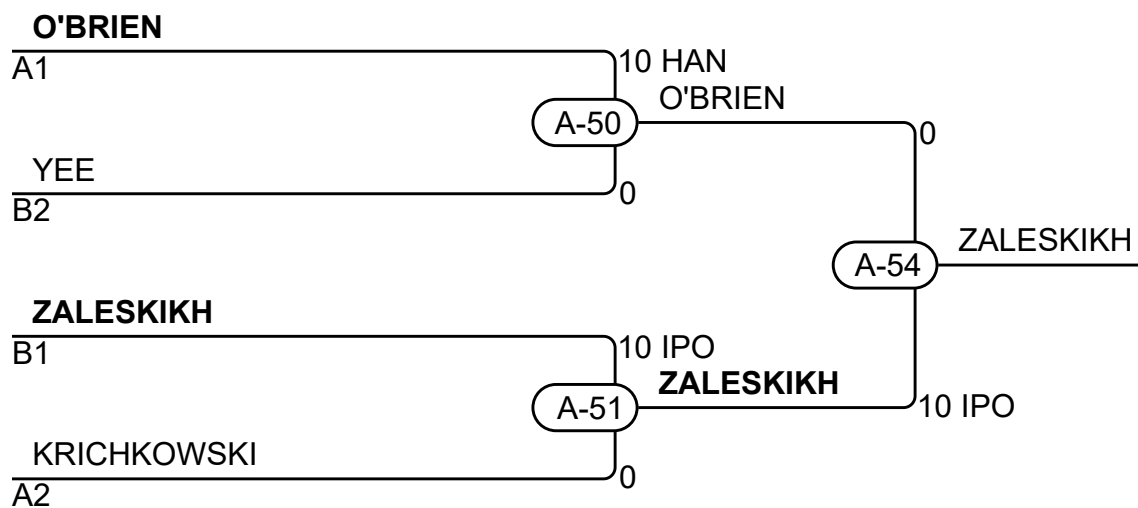 O'BRIEN
A1
10 HAN
O'BRIEN
A-50
0
YEE
B2
0
ZALESKIKH
A-54
ZALESKIKH
B1
10 IPO
ZALESKIKH
A-51
10 IPO
KRICHKOWSKI
A2
0